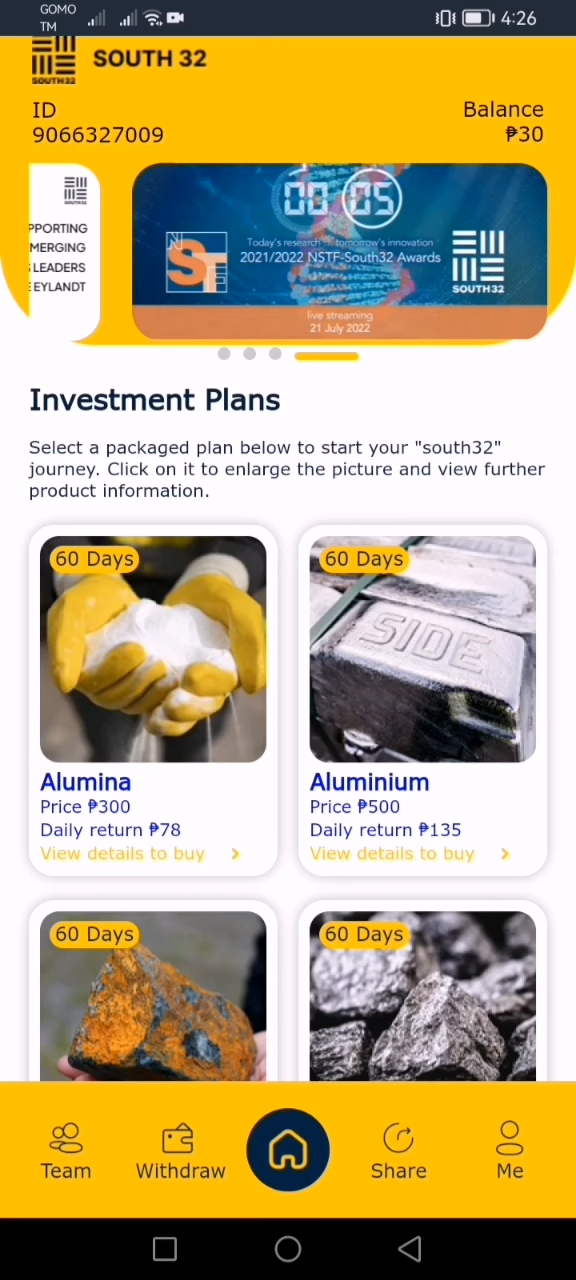 GOMO
TM
4:26
SOUTH32
SOUTH 32
ID
9066327009
Balance
₱30
SOUTH32
PPORTING
MERGING
LEADERS
EYLANDT
00 05
Today's research ... tomorrow's innovation
2021/2022 NSTF-South32 Awards
N
STF
SOUTH32
live streaming
21 July 2022
Investment Plans
Select a packaged plan below to start your "south32"
journey. Click on it to enlarge the picture and view further
product information.
60 Days
Alumina
Price ₱300
Daily return ₱78
View details to buy >
60 Days
SIDE
Aluminium
Price ₱500
Daily return ₱135
View details to buy >
60 Days
60 Days
Team
Withdraw
Share
Me